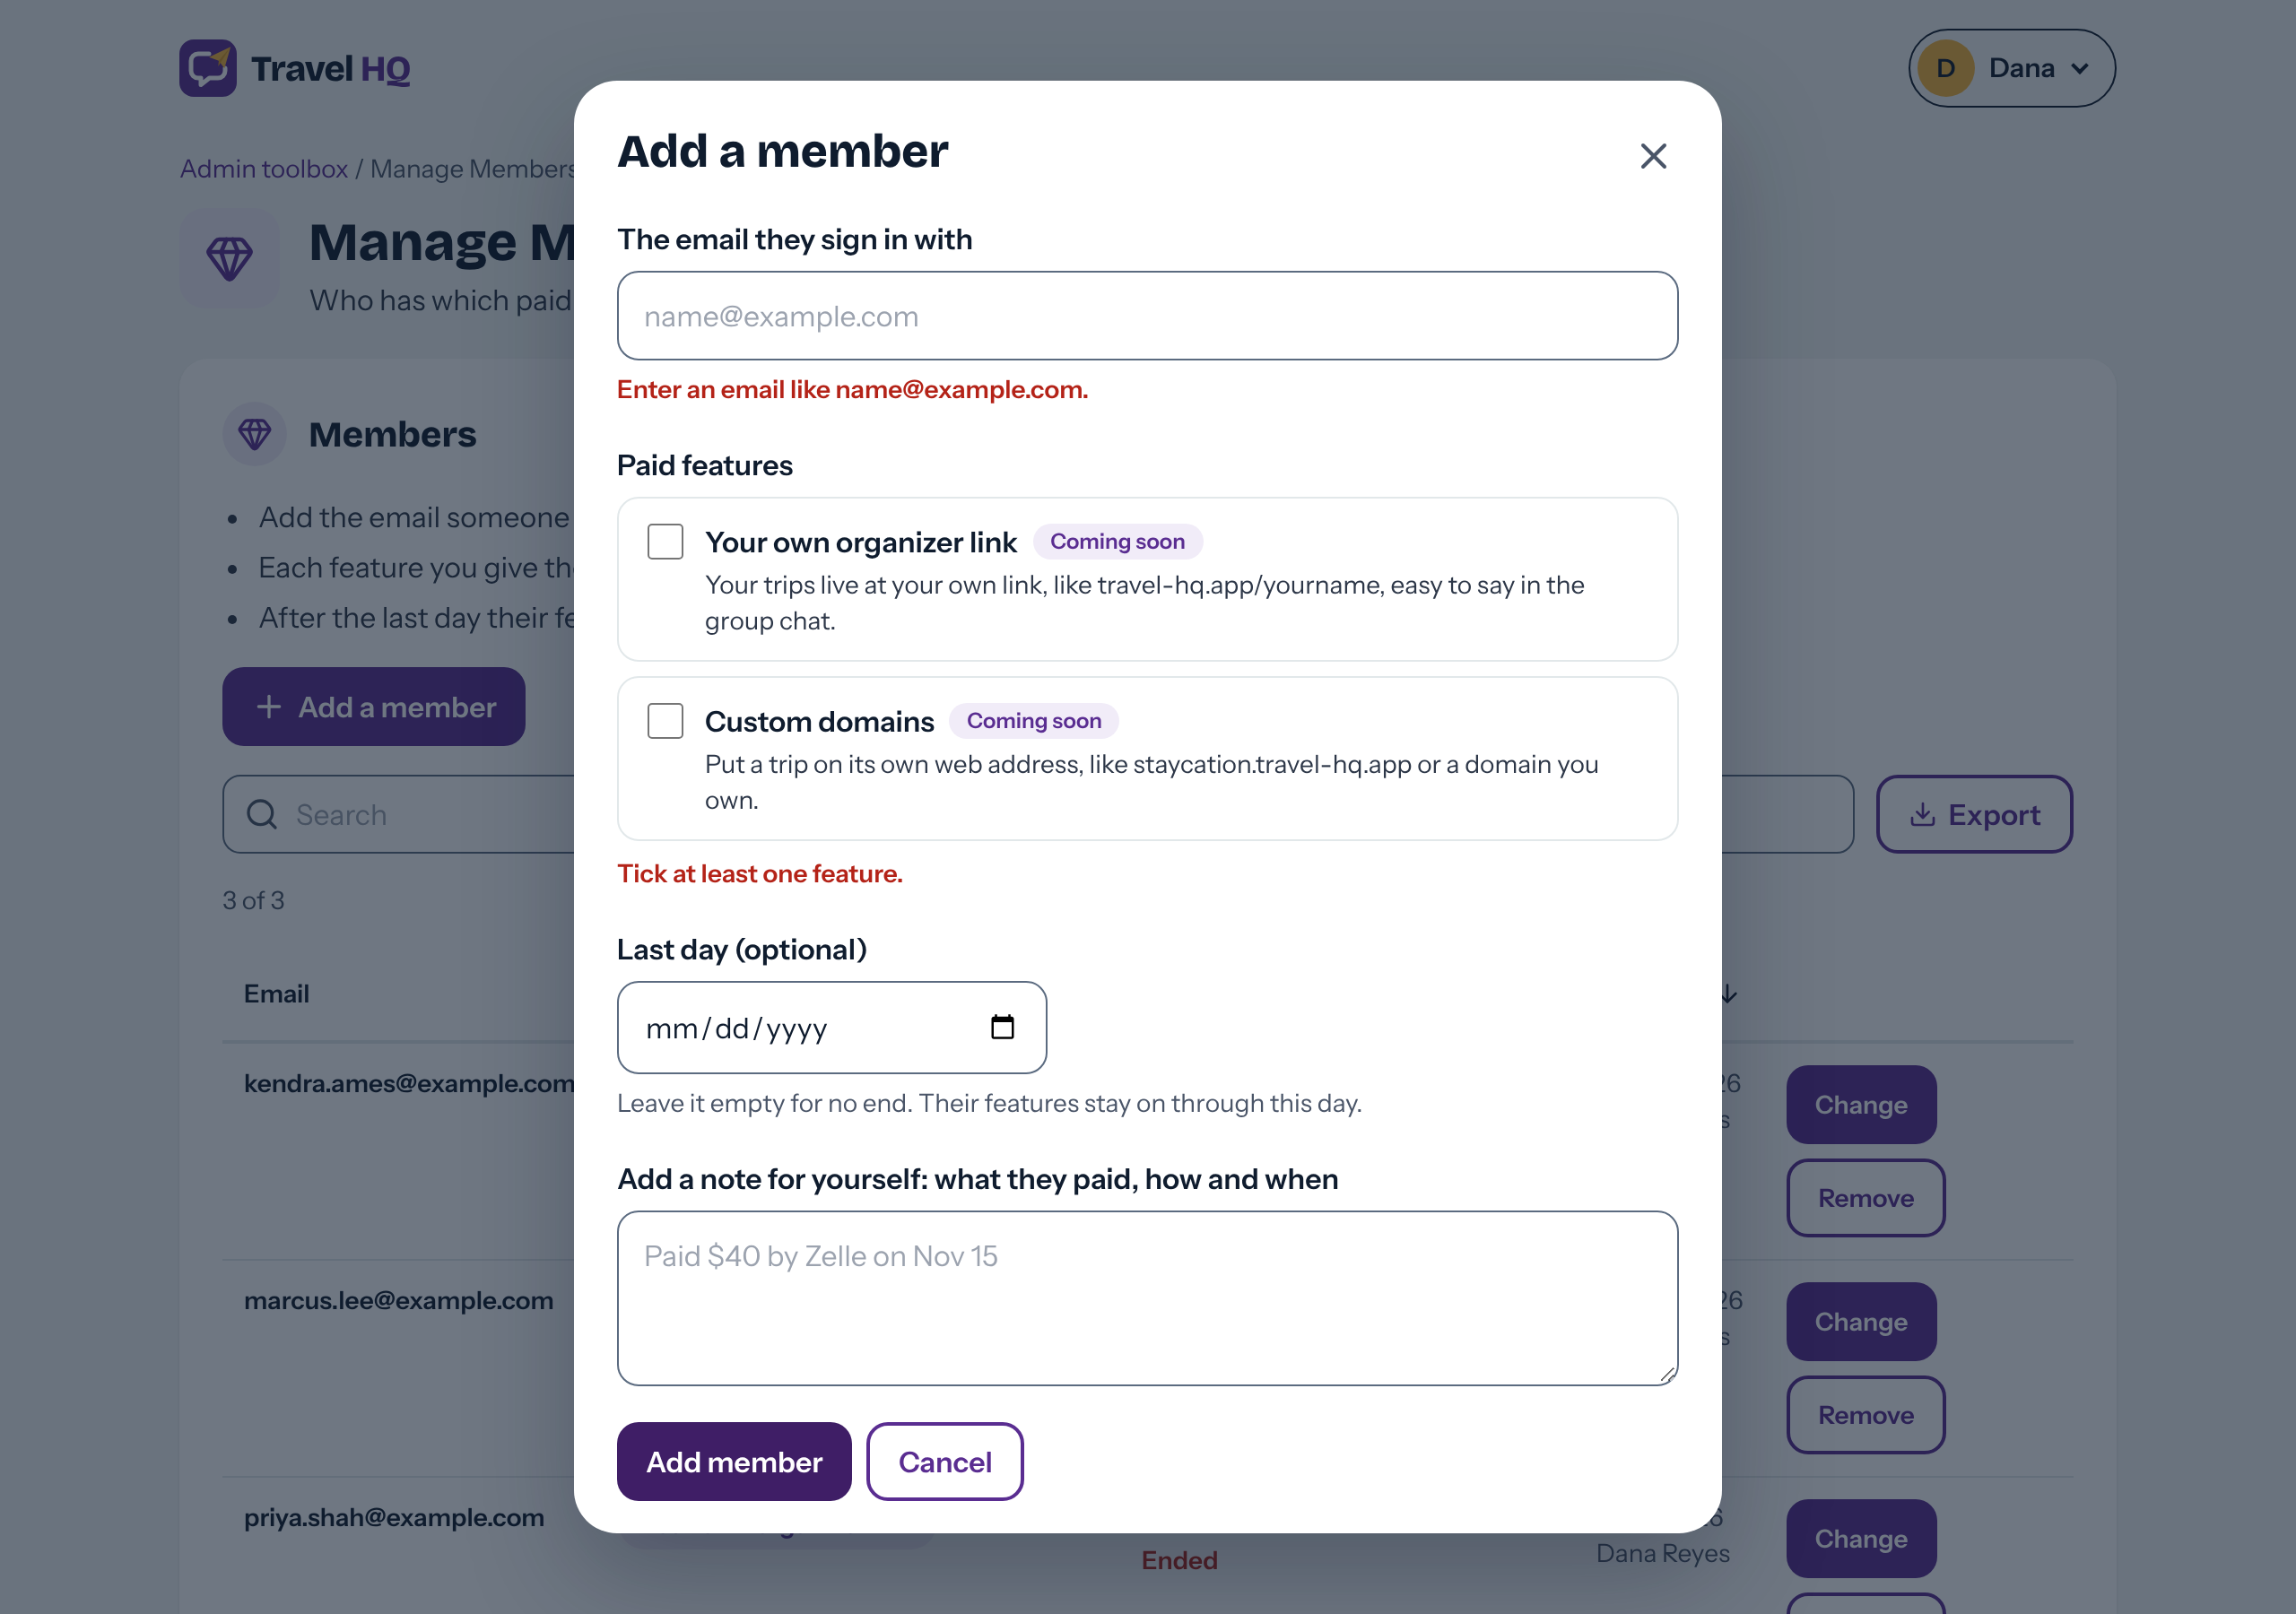 Travel HQ
D Dana
Admin toolbox / Manage Members
Manage
Who has which paid
Members
Add the email someone
Each feature you give
After the last day their
+ Add a member
Search
Export
3 of 3
Email
kendra.ames@example.com
Change
Remove
marcus.lee@example.com
Change
Remove
priya.shah@example.com
Ended
Dana Reyes
Change
Add a member
The email they sign in with
name@example.com
Enter an email like name@example.com.
Paid features
Your own organizer link Coming soon
Your trips live at your own link, like travel-hq.app/yourname, easy to say in the
group chat.
Custom domains Coming soon
Put a trip on its own web address, like staycation.travel-hq.app or a domain you
own.
Tick at least one feature.
Last day (optional)
mm/dd/yyyy
Leave it empty for no end. Their features stay on through this day.
Add a note for yourself: what they paid, how and when
Paid $40 by Zelle on Nov 15
Add member
Cancel